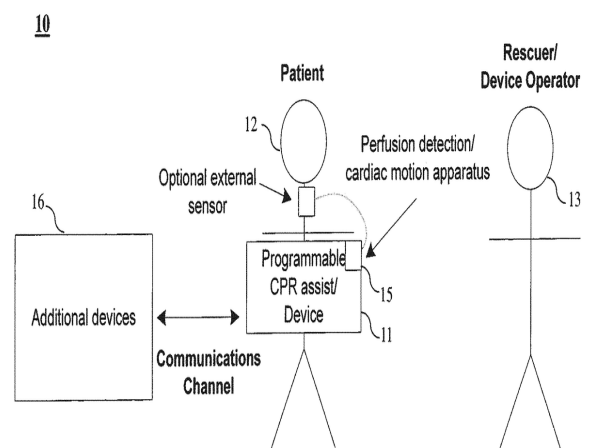 10
Patient
Rescuer/
Device Operator
12
Perfusion detection/
cardiac motion apparatus
Optional external
sensor
13
16
Programmable
CPR assist/
Device
15
11
Additional devices
Communications
Channel